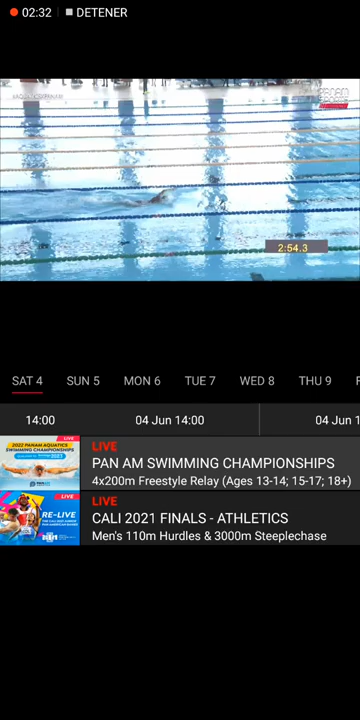 02:32 DETENER
2:54.3
SAT 4 SUN 5 MON 6 TUE 7 WED 8 THU 9 F
14:00 04 Jun 14:00 04 Jun 1
LIVE
2022 PANAM AQUATICS
SWIMMING CHAMPIONSHIPS
LIVE
PAN AM SWIMMING CHAMPIONSHIPS
4x200m Freestyle Relay (Ages 13-14; 15-17; 18+)
LIVE
RE-LIVE
LIVE
CALI 2021 FINALS - ATHLETICS
Men's 110m Hurdles & 3000m Steeplechase